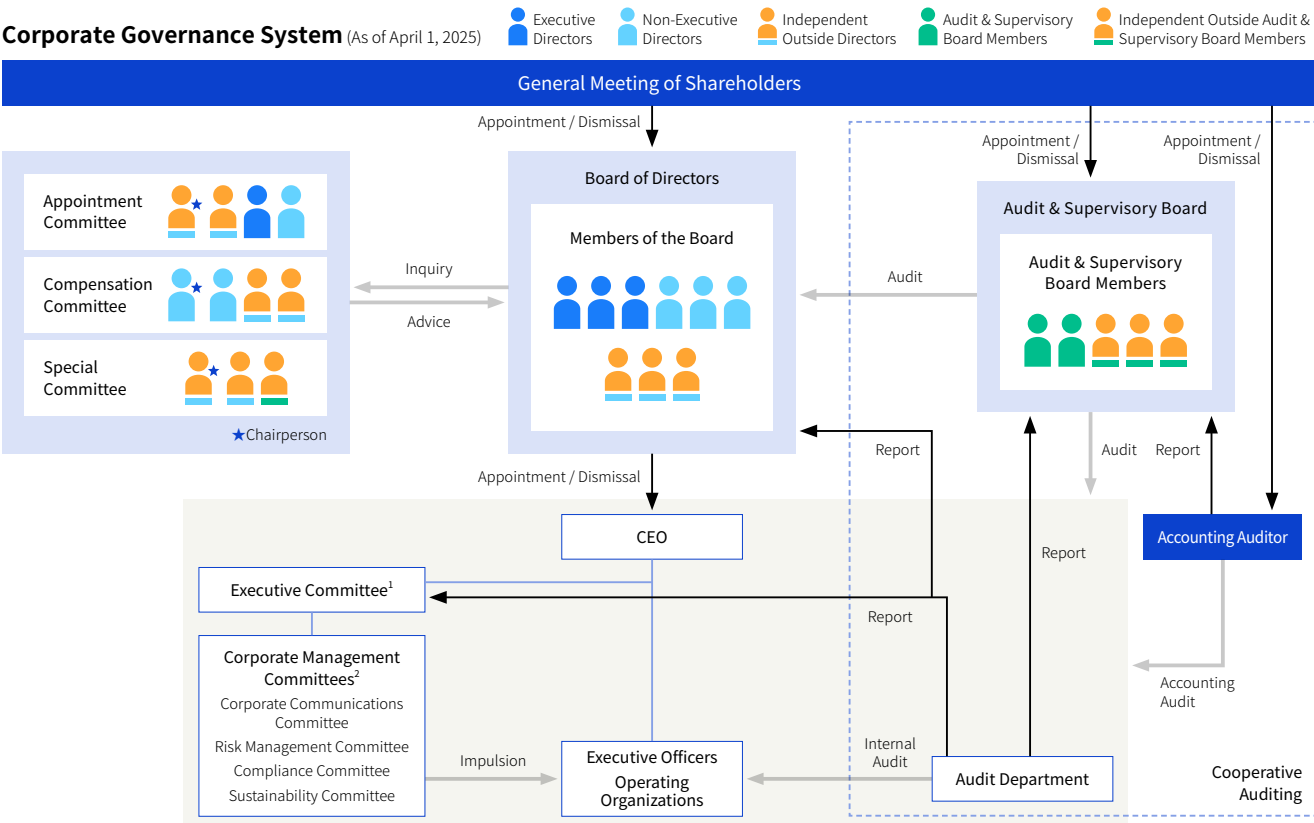 Corporate Governance System (As of April 1, 2025)
Executive
Directors
Non-Executive
Directors
Independent
Outside Directors
Audit & Supervisory
Board Members
Independent Outside Audit &
Supervisory Board Members
General Meeting of Shareholders
Appointment / Dismissal
Appointment /
Dismissal
Appointment /
Dismissal
Appointment
Committee
Compensation
Committee
Special
Committee
★Chairperson
Inquiry
Advice
Board of Directors
Members of the Board
Audit
Audit & Supervisory Board
Audit & Supervisory
Board Members
Appointment / Dismissal
Report
Audit
Report
CEO
Accounting Auditor
Report
Executive Committee1
Report
Corporate Management
Committees2
Corporate Communications
Committee
Risk Management Committee
Compliance Committee
Sustainability Committee
Impulsion
Executive Officers
Operating
Organizations
Internal
Audit
Audit Department
Accounting
Audit
Cooperative
Auditing